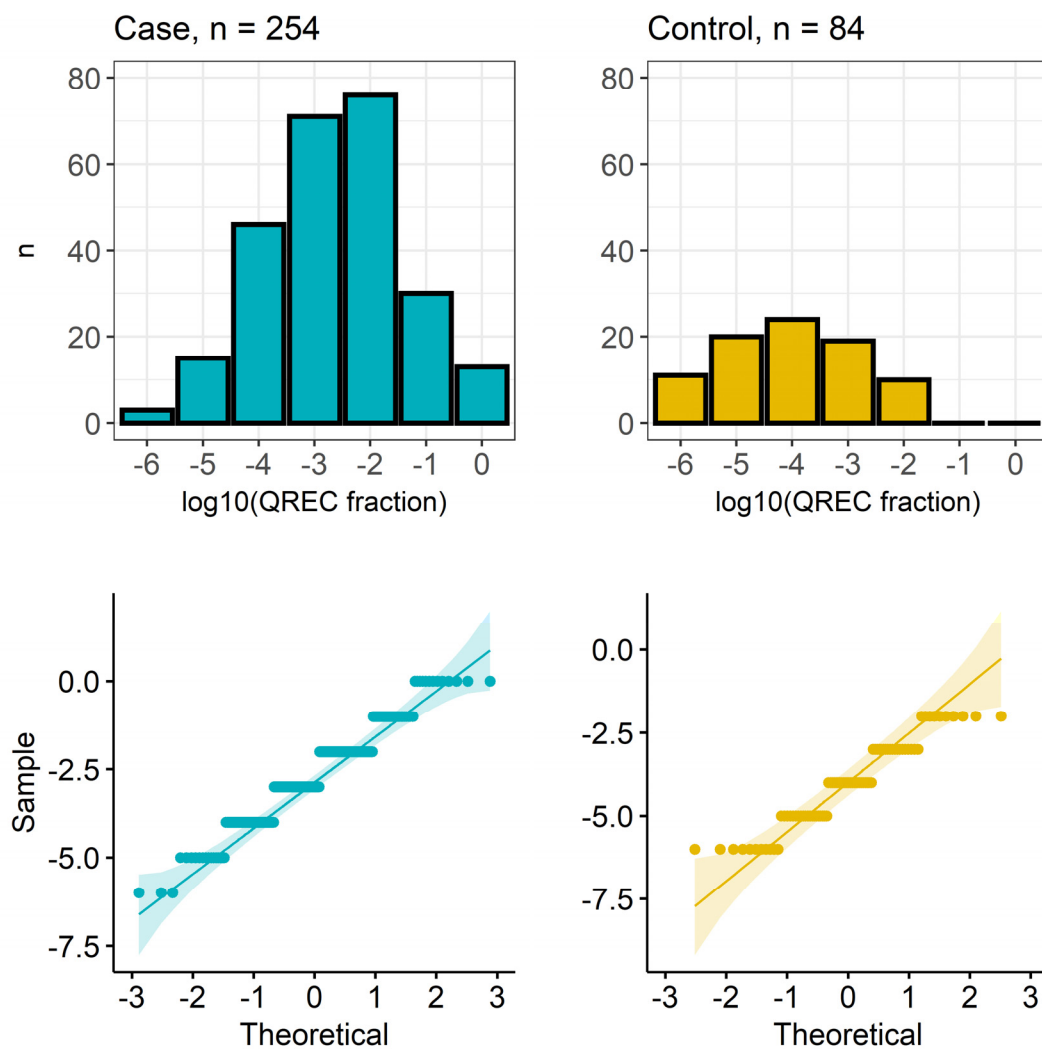 Case, n = 254
Control, n = 84
80
60
40
20
0
n
-6 -5 -4 -3 -2 -1 0
log10(QREC fraction)
80
60
40
20
0
-6 -5 -4 -3 -2 -1 0
log10(QREC fraction)
0.0
-2.5
-5.0
-7.5
Sample
-3 -2 -1 0 1 2 3
Theoretical
0.0
-2.5
-5.0
-7.5
-3 -2 -1 0 1 2 3
Theoretical